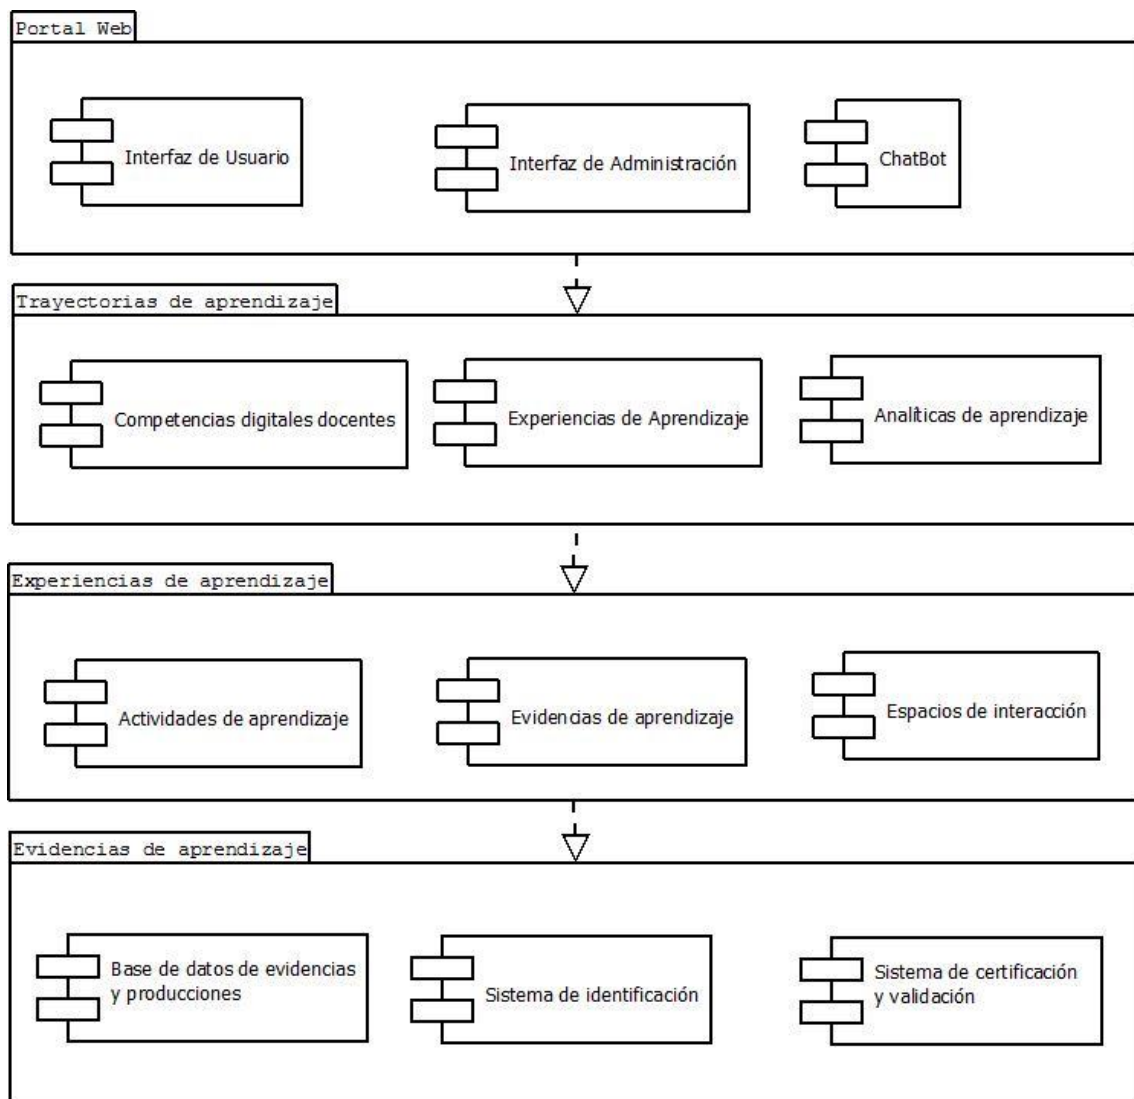 Portal Web
Interfaz de Usuario
Interfaz de Administración
ChatBot
Trayectorias de aprendizaje
Competencias digitales docentes
Experiencias de Aprendizaje
Analíticas de aprendizaje
Experiencias de aprendizaje
Actividades de aprendizaje
Evidencias de aprendizaje
Espacios de interacción
Evidencias de aprendizaje
Base de datos de evidencias
y producciones
Sistema de identificación
Sistema de certificación
y validación